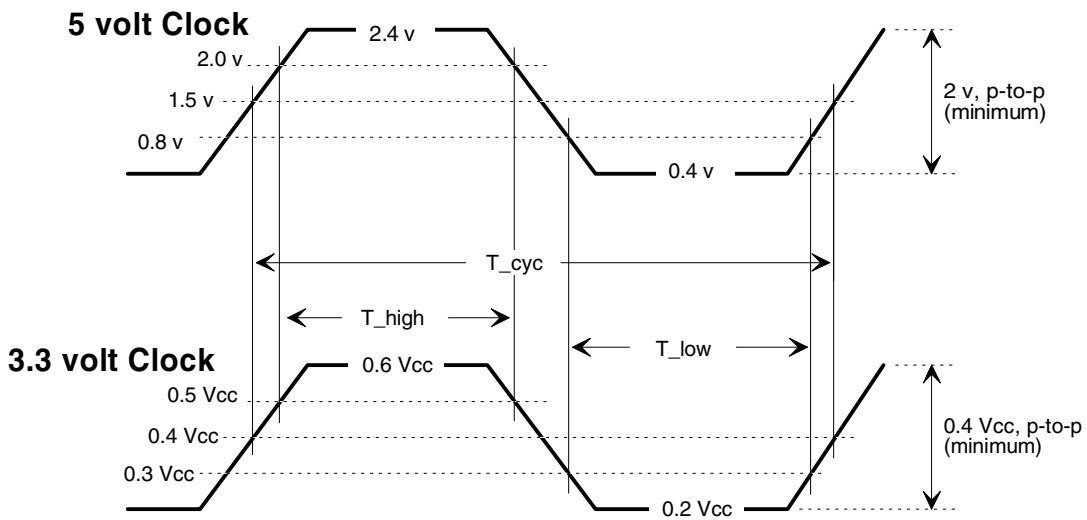 5 volt Clock
2.4 v
2.0 v
1.5 v
2 v, p-to-p
(minimum)
0.8 v
0.4 v
T_cyc
T_high
T_low
3.3 volt Clock
0.6 Vcc
0.5 Vcc
0.4 Vcc
0.4 Vcc, p-to-p
(minimum)
0.3 Vcc
0.2 Vcc